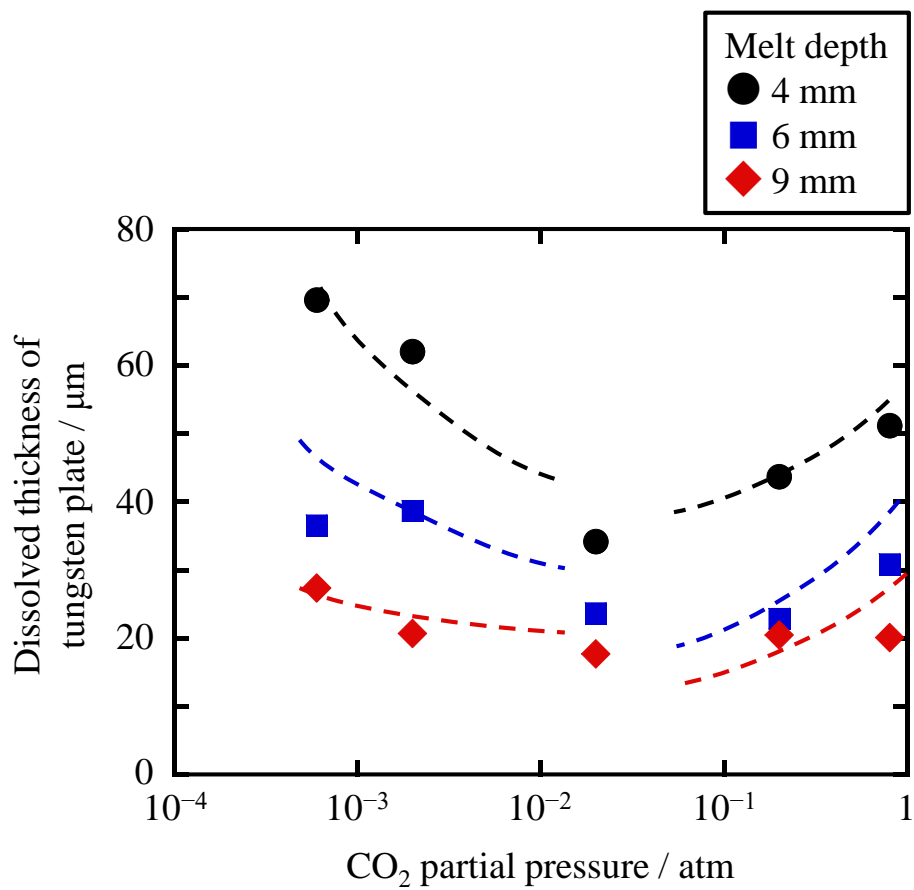 Melt depth
4 mm
6 mm
9 mm
80
60
40
20
0
Dissolved thickness of
tungsten plate / μm
10⁻⁴
10⁻³
10⁻²
10⁻¹
1
CO₂ partial pressure / atm